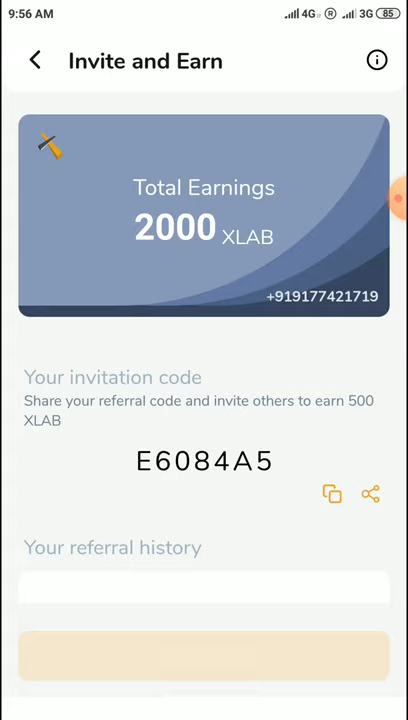 9:56 AM 4G R 3G 85
Invite and Earn
Total Earnings
2000 XLAB
+919177421719
Your invitation code
Share your referral code and invite others to earn 500
XLAB
E6084A5
Your referral history